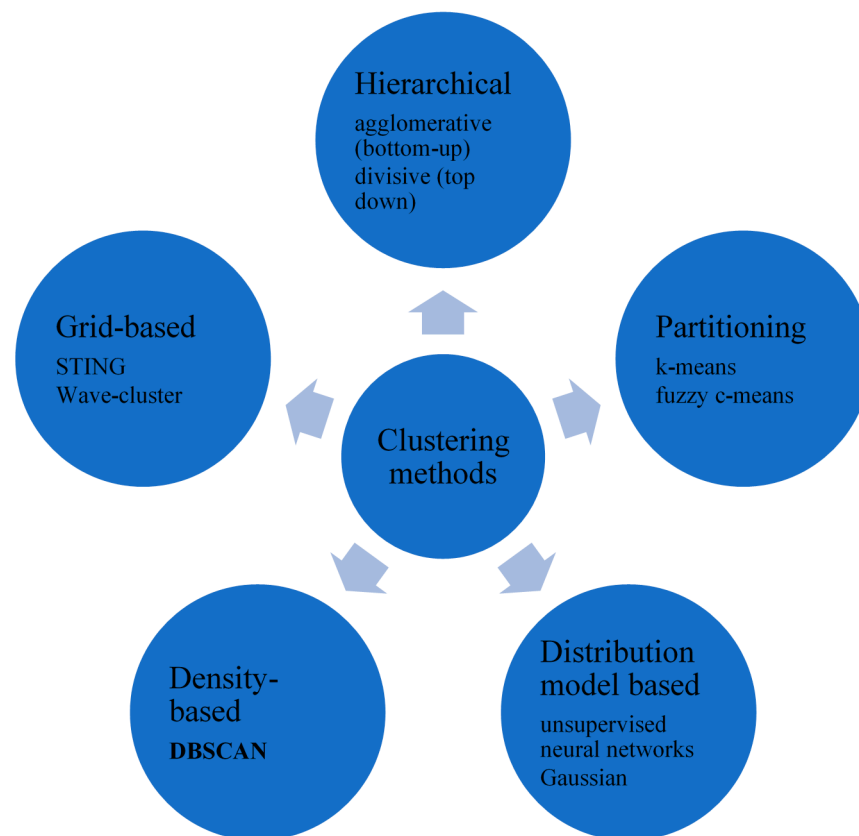 Hierarchical
agglomerative
(bottom-up)
divisive (top
down)
Grid-based
STING
Wave-cluster
Partitioning
k-means
fuzzy c-means
Clustering
methods
Density-
based
DBSCAN
Distribution
model based
unsupervised
neural networks
Gaussian